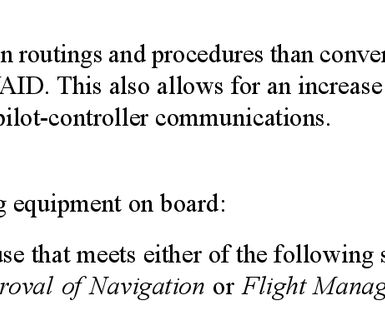 n routings and procedures than conver
AID. This also allows for an increase
pilot-controller communications.
g equipment on board:
use that meets either of the following s
roval of Navigation or Flight Manag